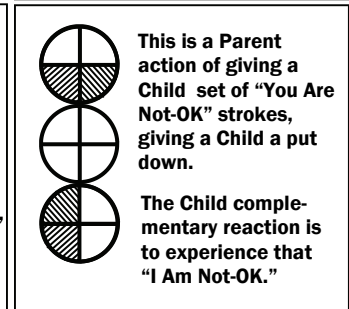 This is a Parent
action of giving a
Child set of “You Are
Not-OK” strokes,
giving a Child a put
down.
The Child comple-
mentary reaction is
to experience that
“I Am Not-OK.”
,